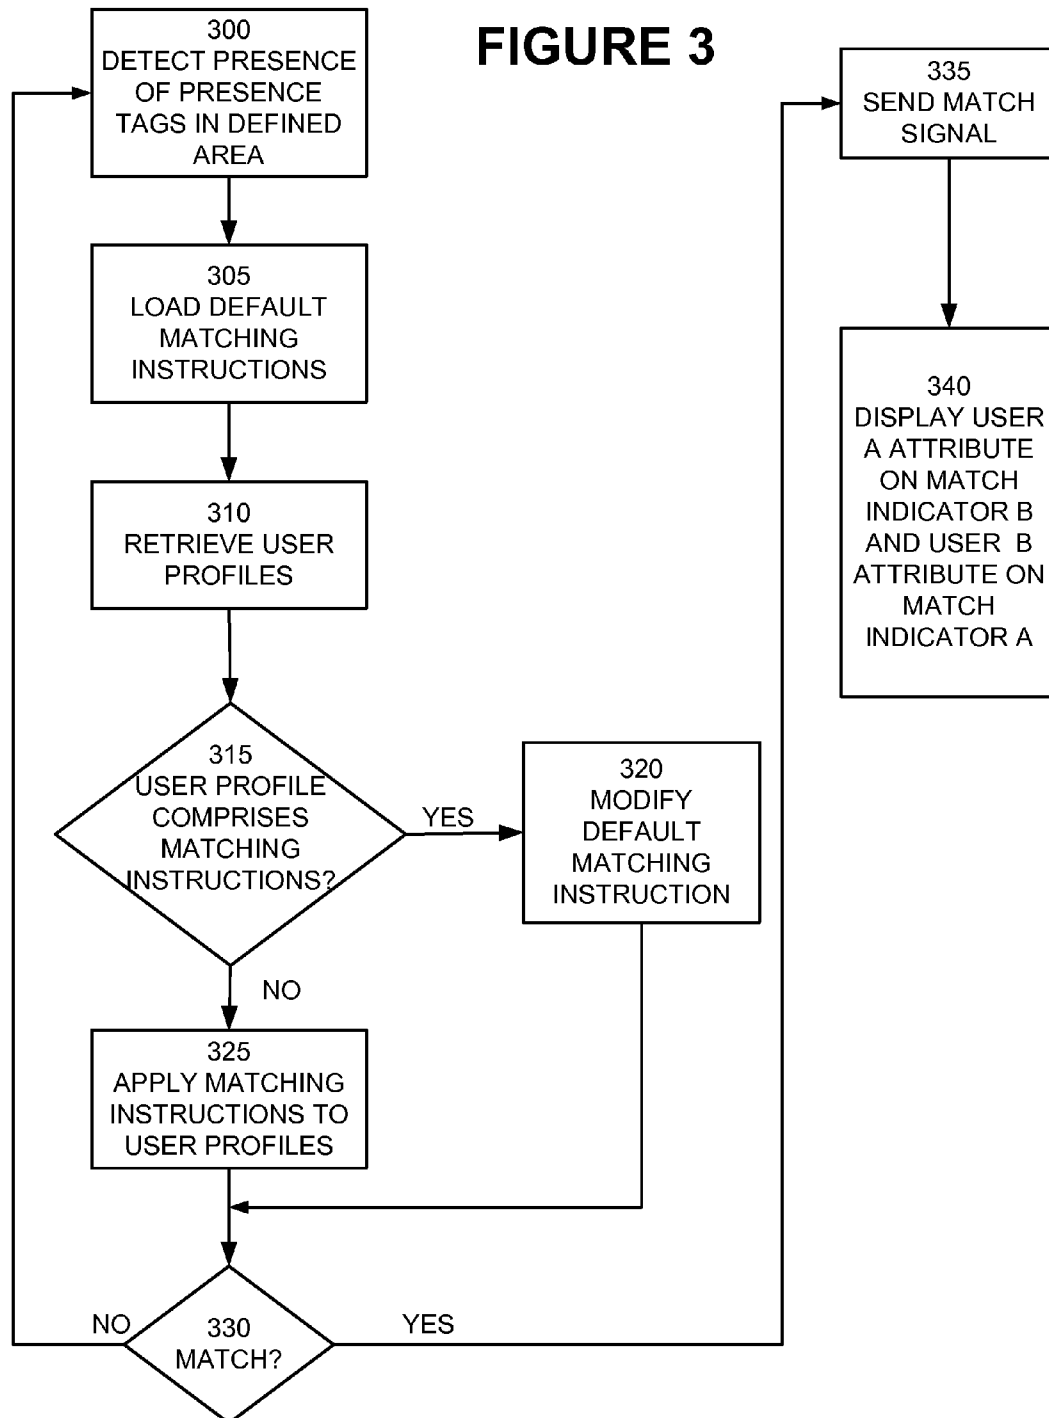 FIGURE 3
300
DETECT PRESENCE
OF PRESENCE
TAGS IN DEFINED
AREA
305
LOAD DEFAULT
MATCHING
INSTRUCTIONS
310
RETRIEVE USER
PROFILES
315
USER PROFILE
COMPRISES
MATCHING
INSTRUCTIONS?
YES
320
MODIFY
DEFAULT
MATCHING
INSTRUCTION
NO
325
APPLY MATCHING
INSTRUCTIONS TO
USER PROFILES
330
MATCH?
NO
YES
335
SEND MATCH
SIGNAL
340
DISPLAY USER
A ATTRIBUTE
ON MATCH
INDICATOR B
AND USER B
ATTRIBUTE ON
MATCH
INDICATOR A